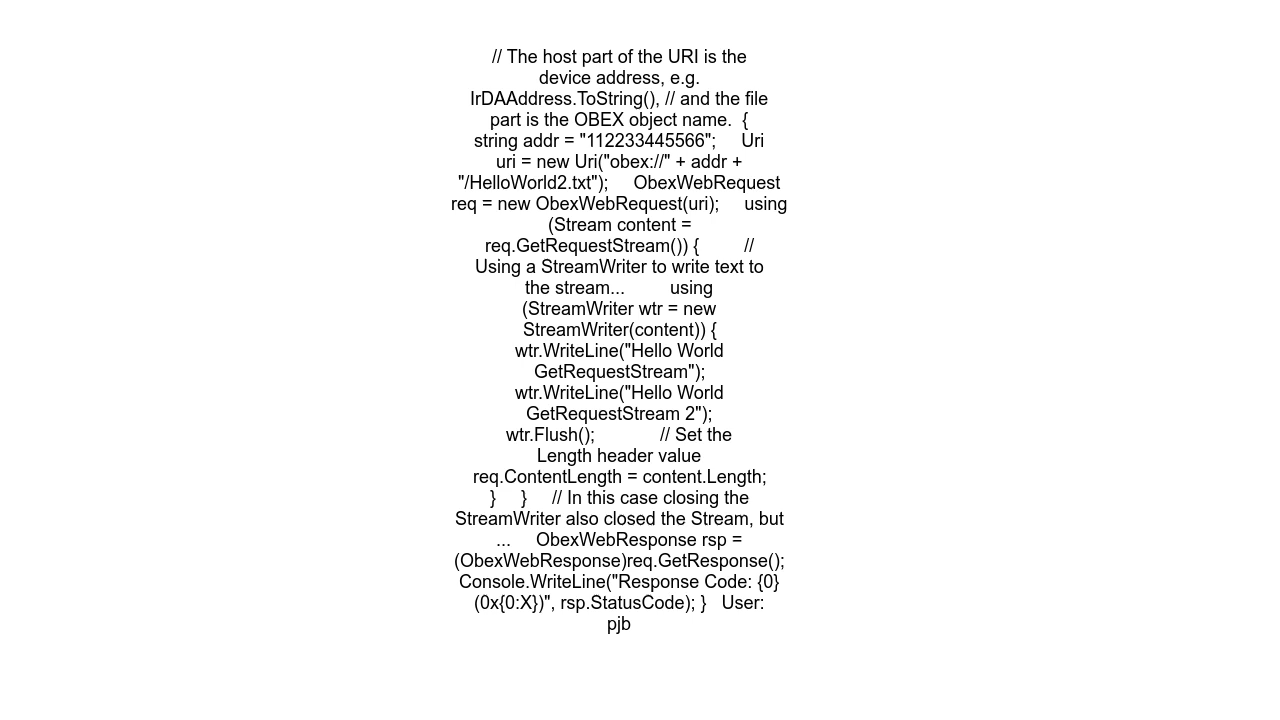 // The host part of the URI is the
device address, e.g.
IrDAAddress.ToString(), // and the file
part is the OBEX object name.  {
string addr = "112233445566";     Uri
uri = new Uri("obex://" + addr +
"/HelloWorld2.txt");     ObexWebRequest
req = new ObexWebRequest(uri);     using
(Stream content =
req.GetRequestStream()) {         //
Using a StreamWriter to write text to
the stream...         using
(StreamWriter wtr = new
StreamWriter(content)) {
wtr.WriteLine("Hello World
GetRequestStream");
wtr.WriteLine("Hello World
GetRequestStream 2");
wtr.Flush();             // Set the
Length header value
req.ContentLength = content.Length;
}     }     // In this case closing the
StreamWriter also closed the Stream, but
...     ObexWebResponse rsp =
(ObexWebResponse)req.GetResponse();
Console.WriteLine("Response Code: {0}
(0x{0:X})", rsp.StatusCode); }   User:
pjb